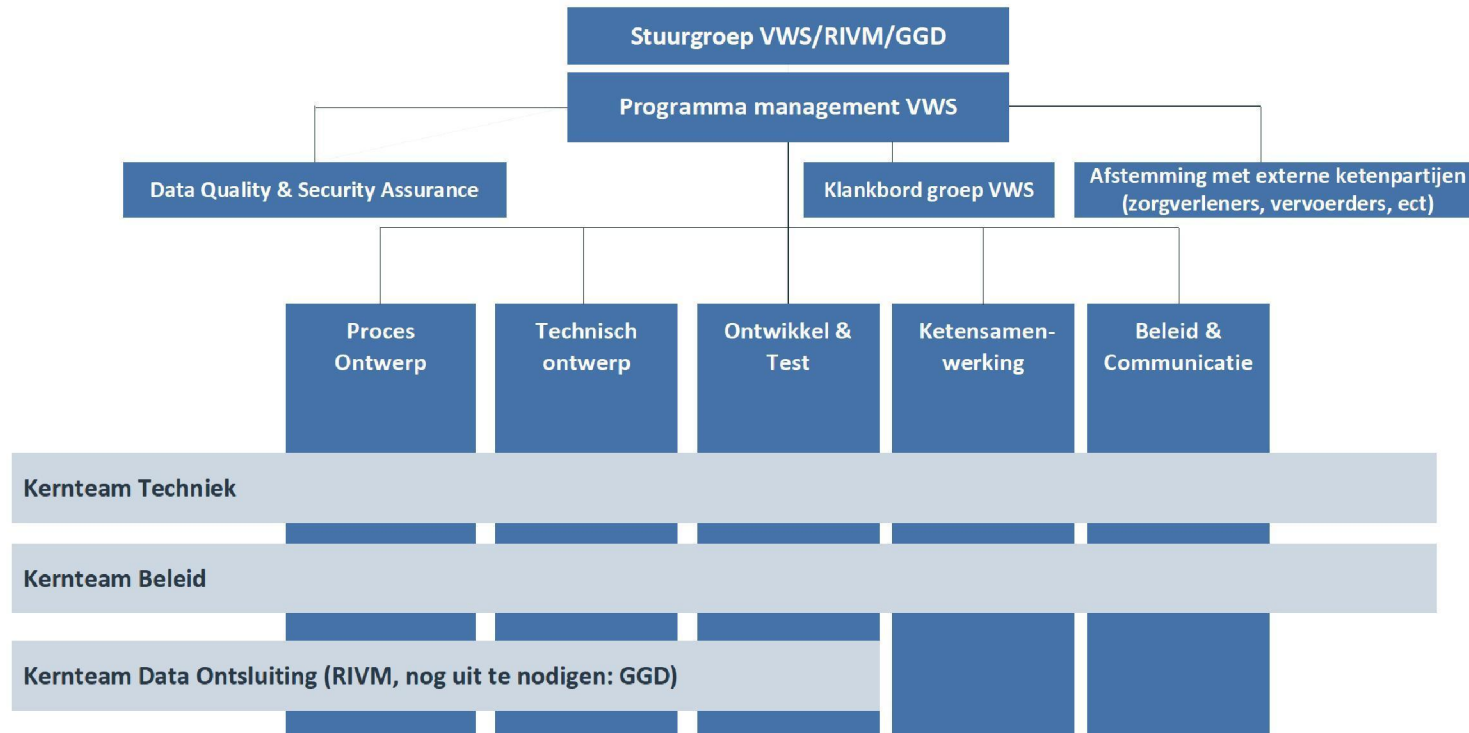 Stuurgroep VWS/RIVM/GGD
Programma management VWS
Data Quality & Security Assurance
Klankbord groep VWS
Afstemming met externe ketenpartijen
(zorgverleners, vervoerders, ect)
Proces
Ontwerp
Technisch
ontwerp
Ontwikkel &
Test
Ketensamen-
werking
Beleid &
Communicatie
Kernteam Techniek
Kernteam Beleid
Kernteam Data Ontsluiting (RIVM, nog uit te nodigen: GGD)